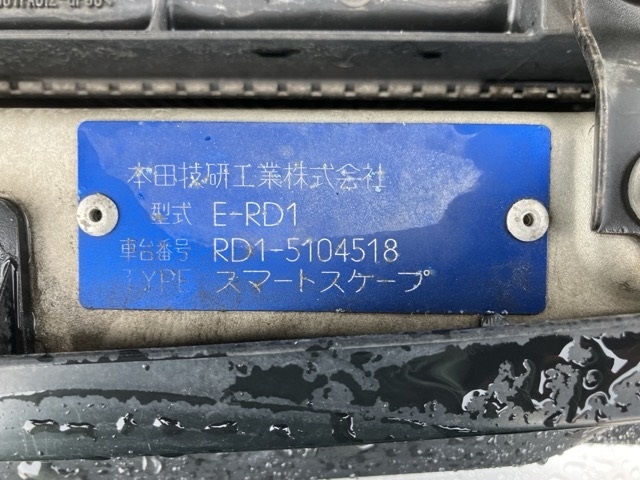 本田技研工業株式会社
型式 E-RD1
車台番号 RD1-5104518
TYPE スマートスケープ